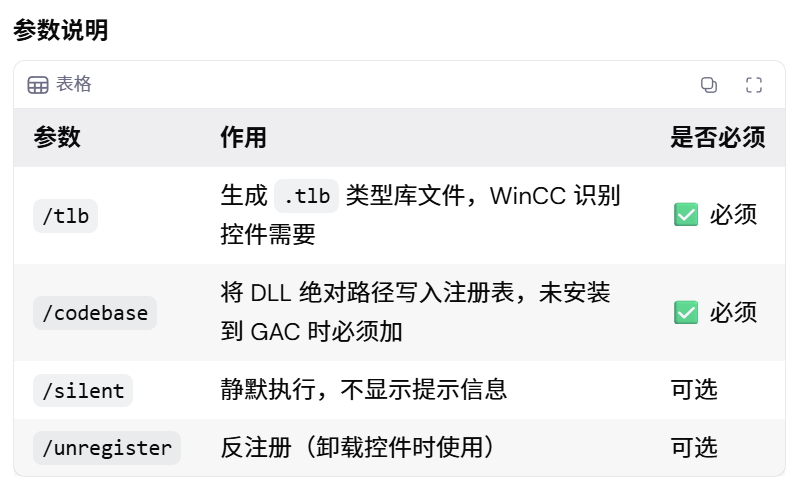 参数说明
表格
参数 作用 是否必须
/tlb 生成 .tlb 类型库文件，WinCC 识别 ✅ 必须
控件需要
/codebase 将 DLL 绝对路径写入注册表，未安装 ✅ 必须
到 GAC 时必须加
/silent 静默执行，不显示提示信息 可选
/unregister 反注册（卸载控件时使用） 可选